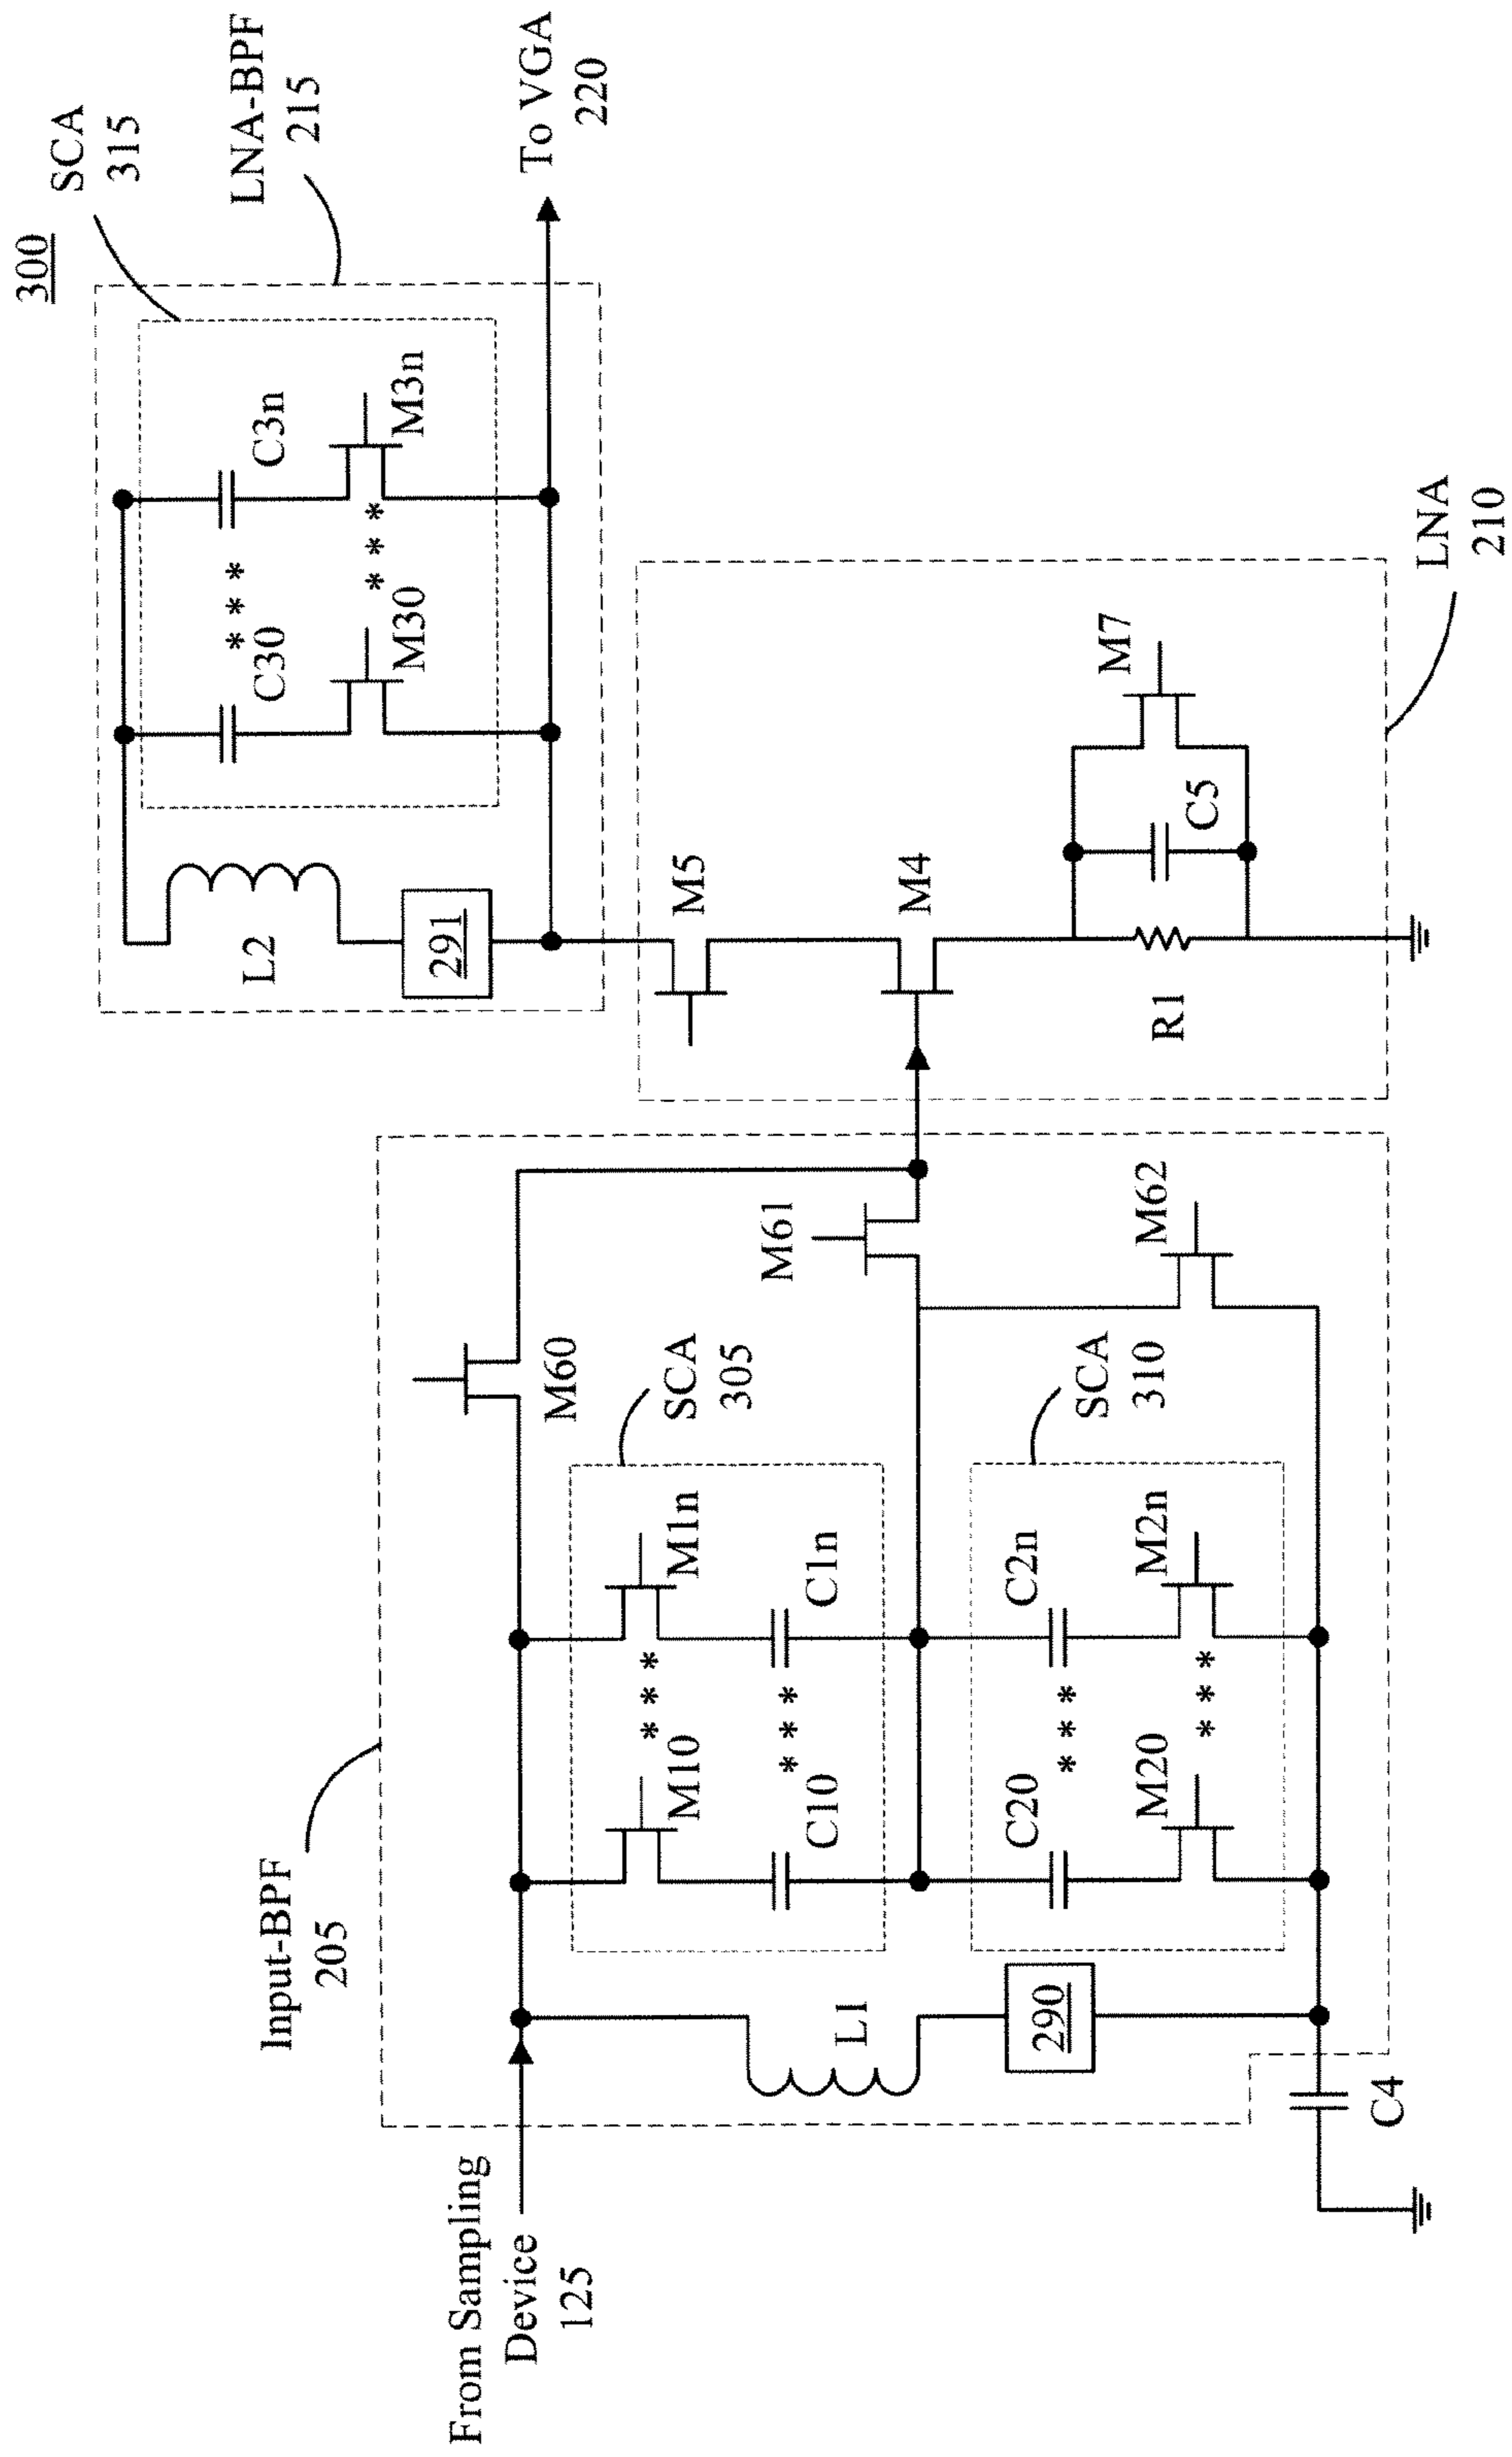 300
SCA
315
LNA-BPF
215
C30
* * *
C3n
M30
* * *
M3n
L2
291
To VGA
220
Input-BPF
205
From Sampling
Device
125
M60
M10
* * *
M1n
SCA
305
C10
* * *
C1n
L1
M61
290
C20
* * *
C2n
M20
* * *
M2n
SCA
310
M62
C4
M5
M4
R1
C5
M7
LNA
210